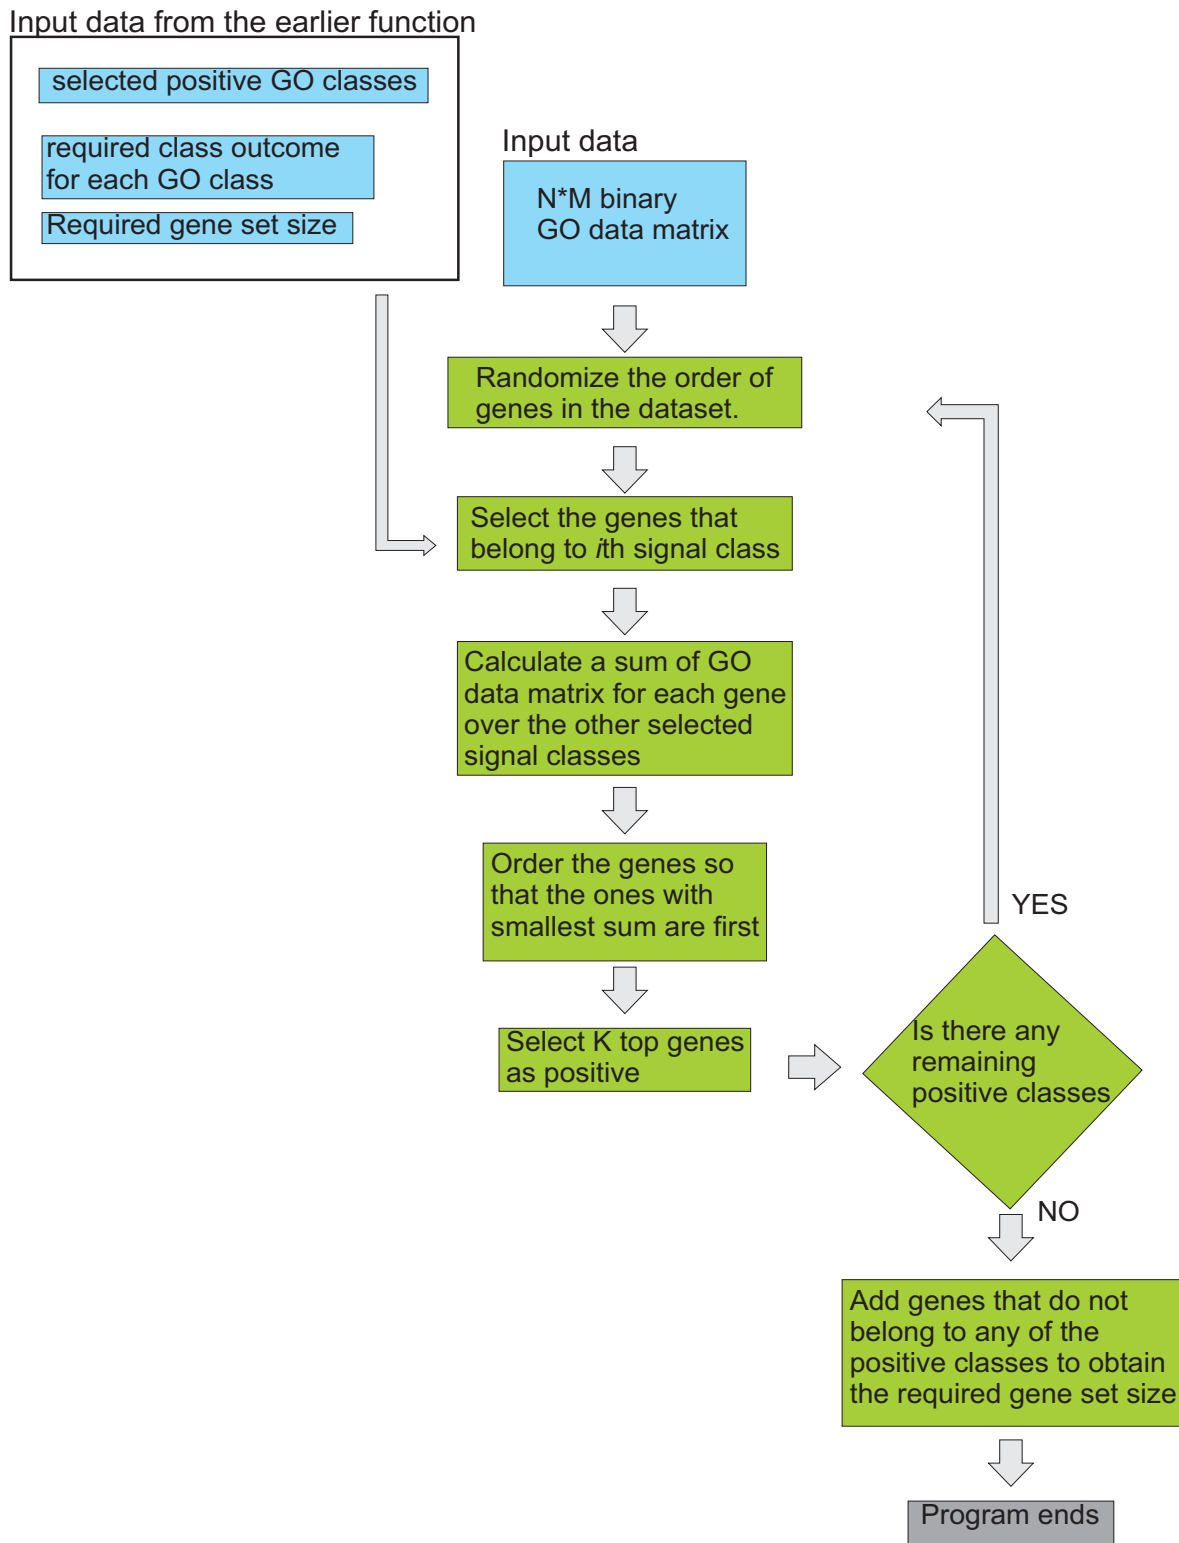 Input data from the earlier function
selected positive GO classes
required class outcome
for each GO class
Required gene set size
Input data
N*M binary
GO data matrix
Randomize the order of
genes in the dataset.
Select the genes that
belong to ith signal class
Calculate a sum of GO
data matrix for each gene
over the other selected
signal classes
Order the genes so
that the ones with
smallest sum are first
Select K top genes
as positive
YES
Is there any
remaining
positive classes
NO
Add genes that do not
belong to any of the
positive classes to obtain
the required gene set size
Program ends